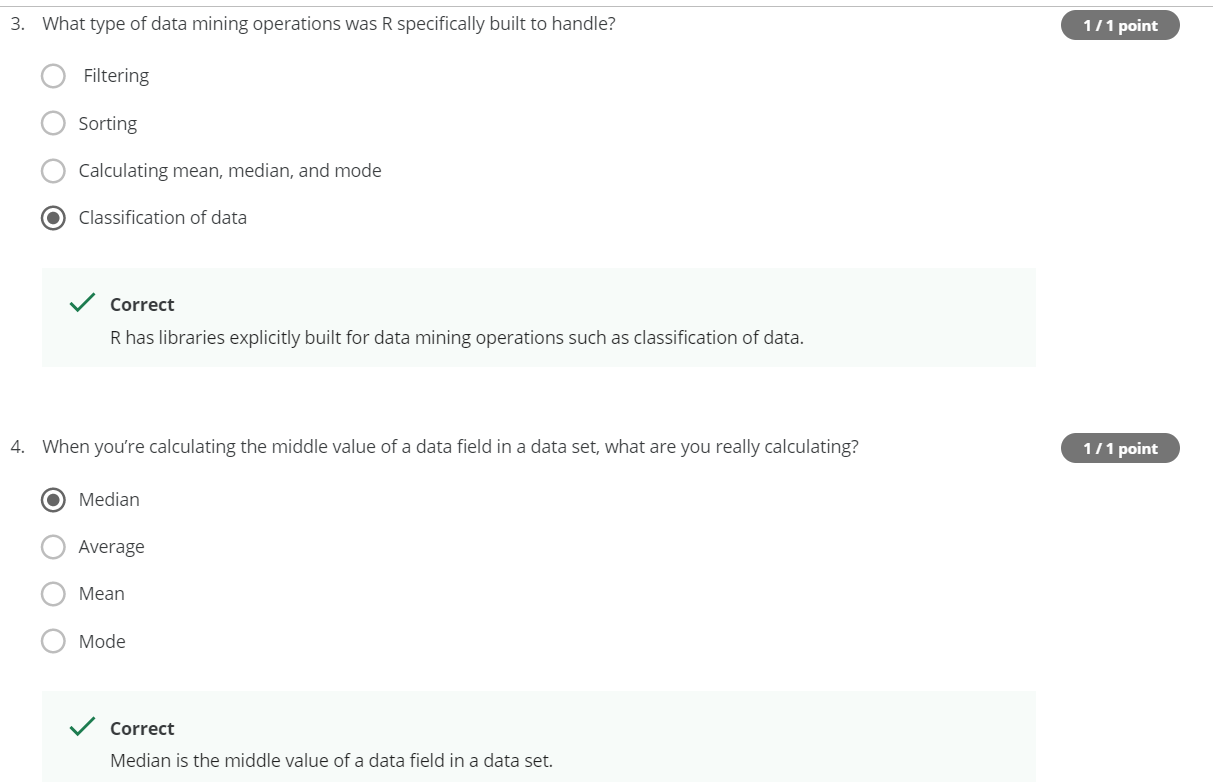 3. What type of data mining operations was R specifically built to handle?
1 / 1 point
Filtering
Sorting
Calculating mean, median, and mode
Classification of data
Correct
R has libraries explicitly built for data mining operations such as classification of data.
4. When you’re calculating the middle value of a data field in a data set, what are you really calculating?
1 / 1 point
Median
Average
Mean
Mode
Correct
Median is the middle value of a data field in a data set.